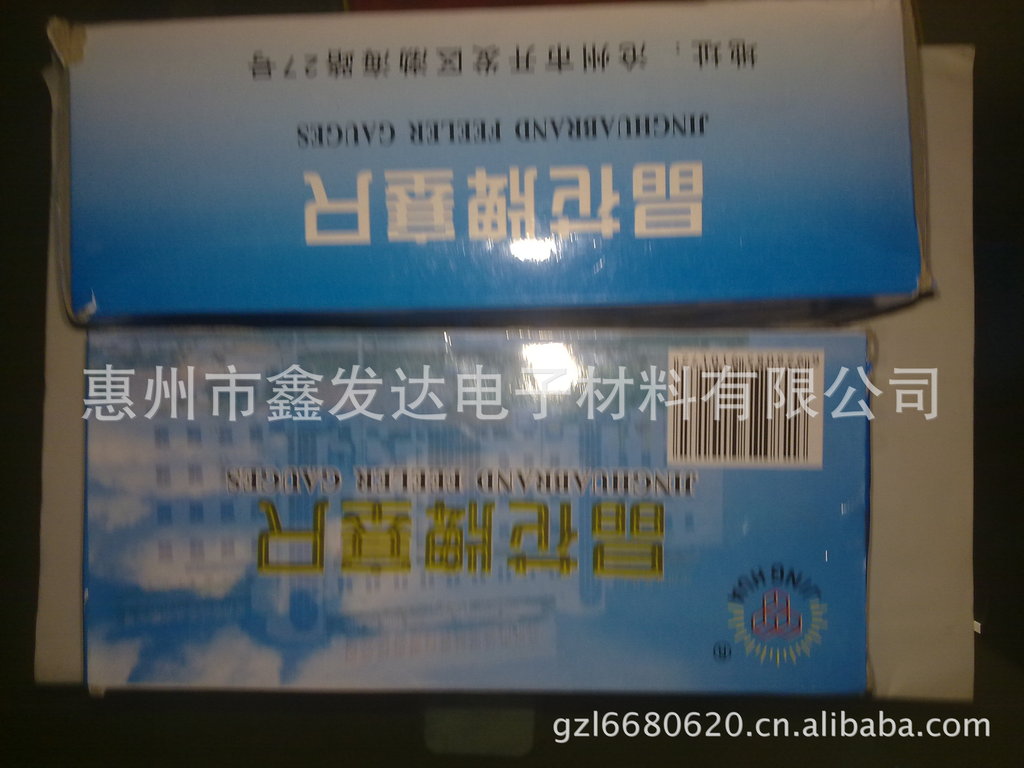 晶花牌塞尺
JINGHUABRAND FEELER GAUGES
地址：沧州市开发区渤海路27号
惠州市鑫发达电子材料有限公司
JING HUA
®
晶花牌塞尺
JINGHUABRAND FEELER GAUGES
gzl6680620.cn.alibaba.com